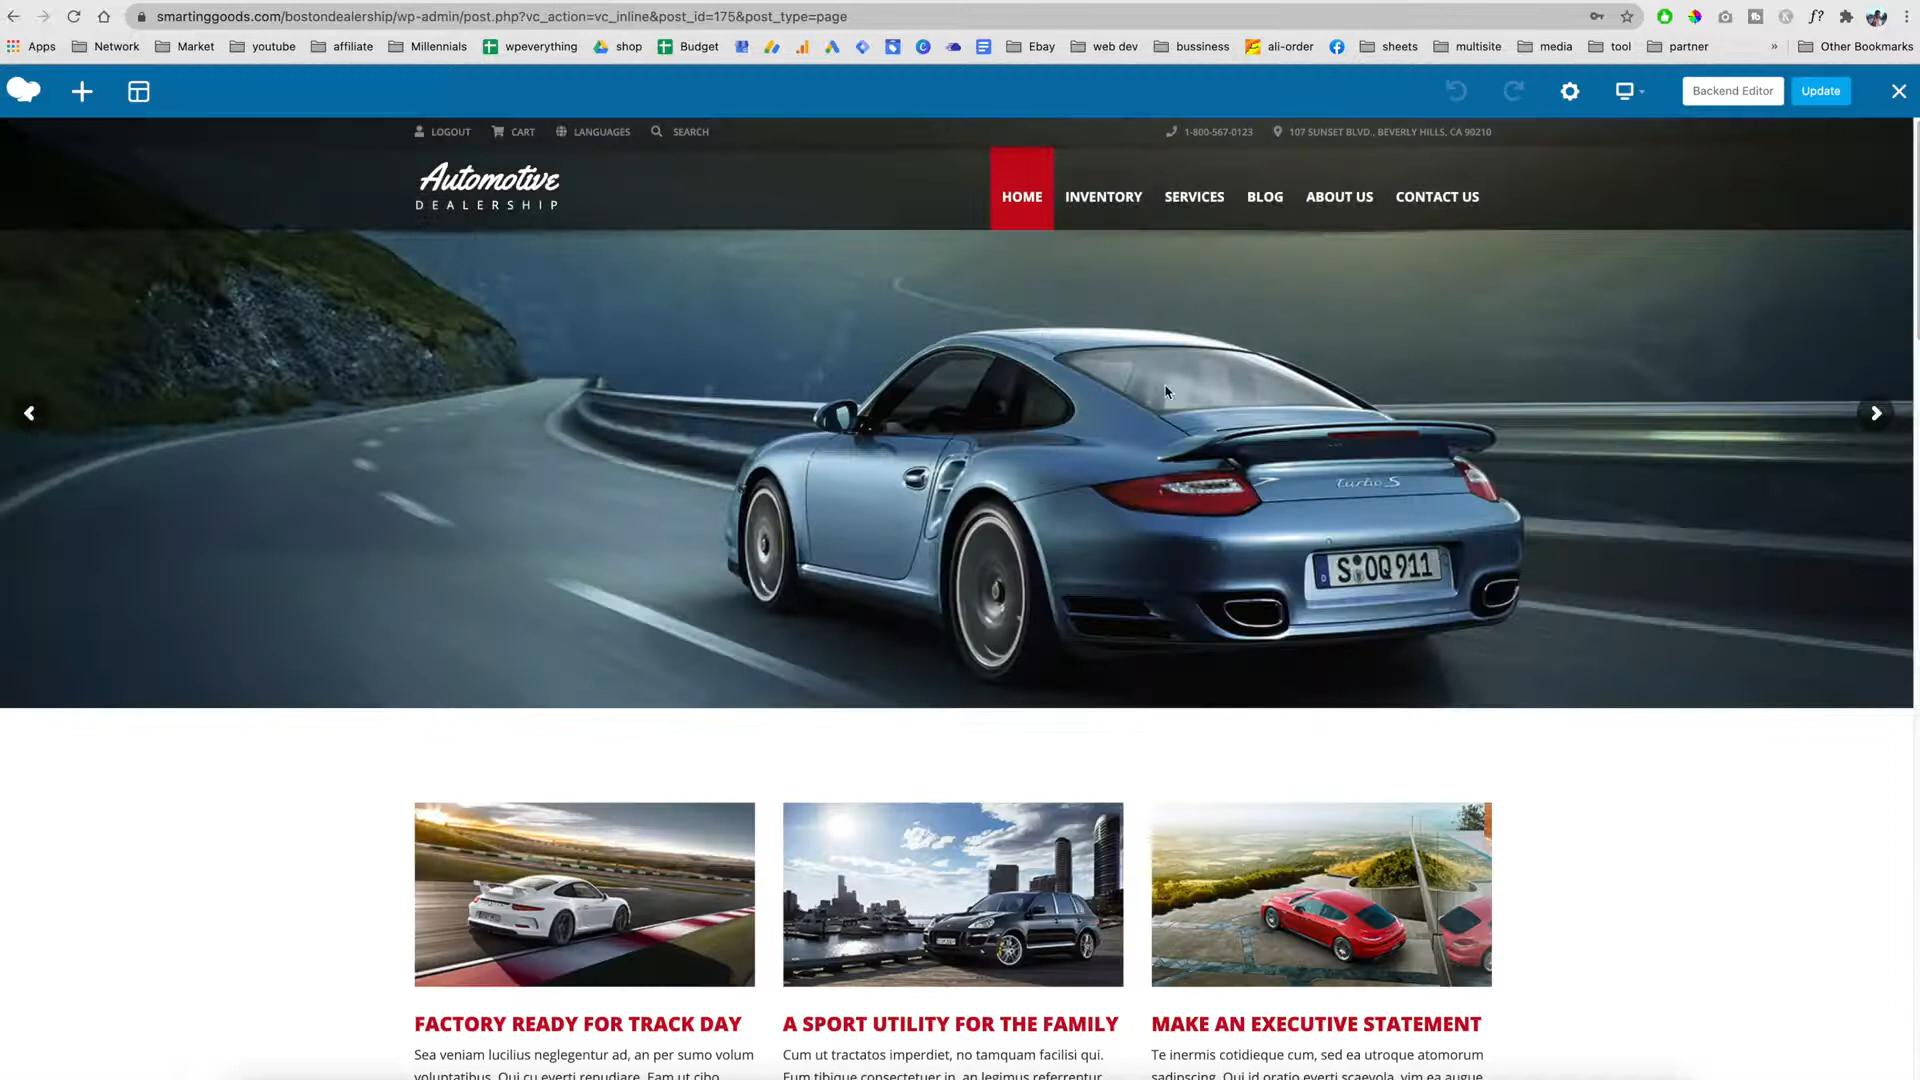 smartinggoods.com/bostondealership/wp-admin/post.php?vc_action=vc_inline&post_id=175&post_type=page
Apps Network Market youtube affiliate Millennials wpeverything shop Budget Ebay web dev bussiness ali-order sheets multisite media tool partner » Other Bookmarks
Backend Editor Update
LOGOUT CART LANGUAGES SEARCH 1-800-567-0123 107 SUNSET BLVD., BEVERLY HILLS, CA 90210
Automotive
DEALERSHIP
HOME INVENTORY SERVICES BLOG ABOUT US CONTACT US
turbo S
S OQ 911
FACTORY READY FOR TRACK DAY A SPORT UTILITY FOR THE FAMILY MAKE AN EXECUTIVE STATEMENT
Sea veniam lucilius neglegentur ad, an per sumo volum Cum ut tractatos imperdiet, no tamquam facilisi qui. Te inermis cotidieque cum, sed ea utroque atomorum
voluptatibus. Qui cu everti repudiare. Eam ut cibo Eum tibique consectetuer in, an legimus referrentur sadipscing. Qui id oratio everti scaevola, vim ea augue